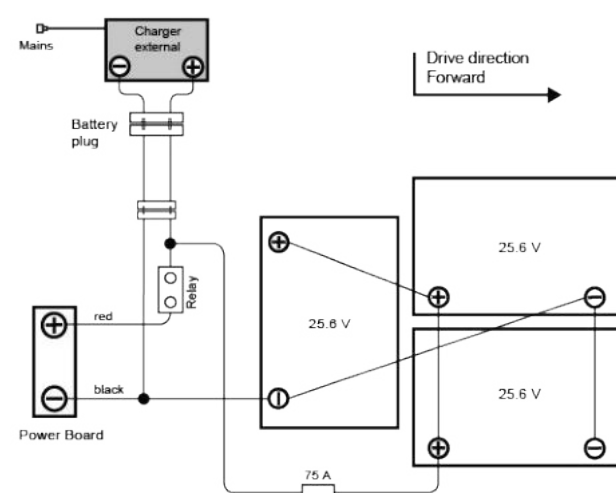 Charger
external
Mains
Drive direction
Forward
Battery
plug
25.6 V
Relay
red
25.6 V
25.6 V
black
Power Board
75 A